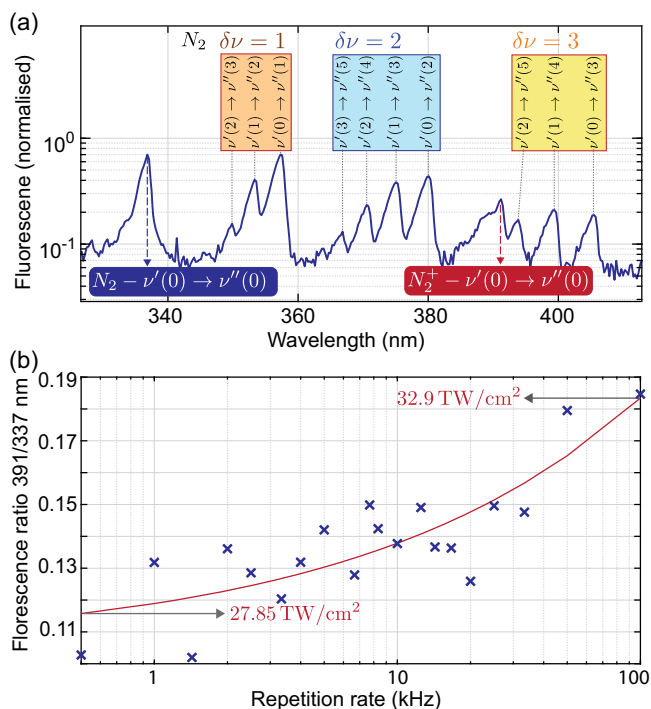 (a)
N₂ δν = 1 δν = 2 δν = 3
ν′(2) → ν″(3)
ν′(1) → ν″(2)
ν′(0) → ν″(1)
ν′(3) → ν″(5)
ν′(2) → ν″(4)
ν′(1) → ν″(3)
ν′(0) → ν″(2)
ν′(2) → ν″(5)
ν′(1) → ν″(4)
ν′(0) → ν″(3)
Fluorescene (normalised)
10⁰
10⁻¹
N₂ − ν′(0) → ν″(0)
N₂⁺ − ν′(0) → ν″(0)
340 360 380 400
Wavelength (nm)
(b)
Florescence ratio 391/337 nm
0.19
0.17
0.15
0.13
0.11
32.9 TW/cm²
27.85 TW/cm²
1 10 100
Repetition rate (kHz)